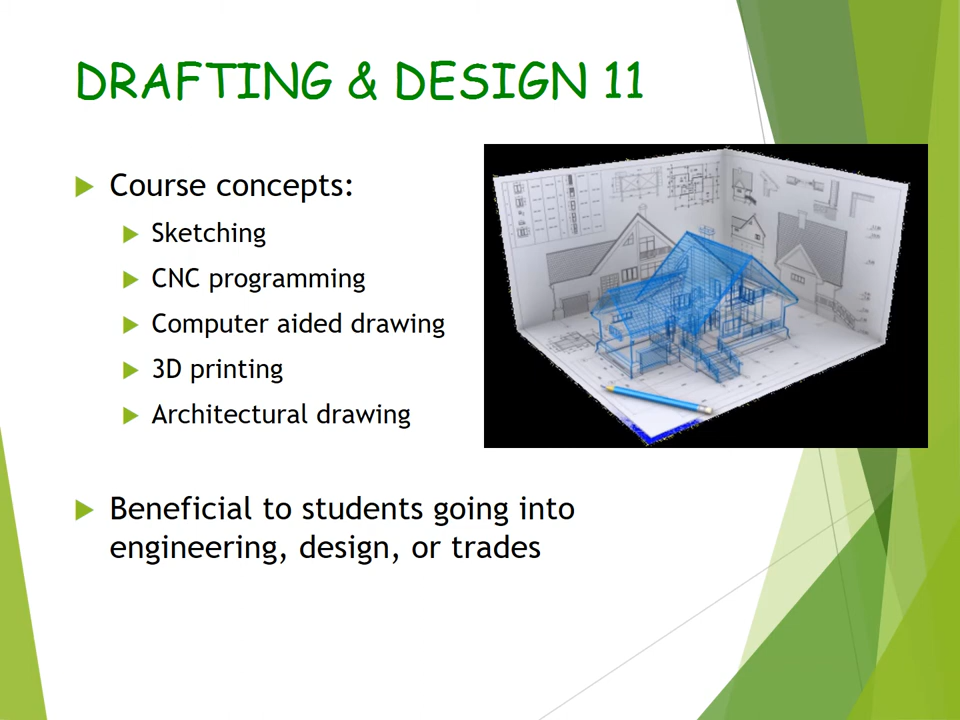 DRAFTING & DESIGN 11
Course concepts:
Sketching
CNC programming
Computer aided drawing
3D printing
Architectural drawing
Beneficial to students going into
engineering, design, or trades